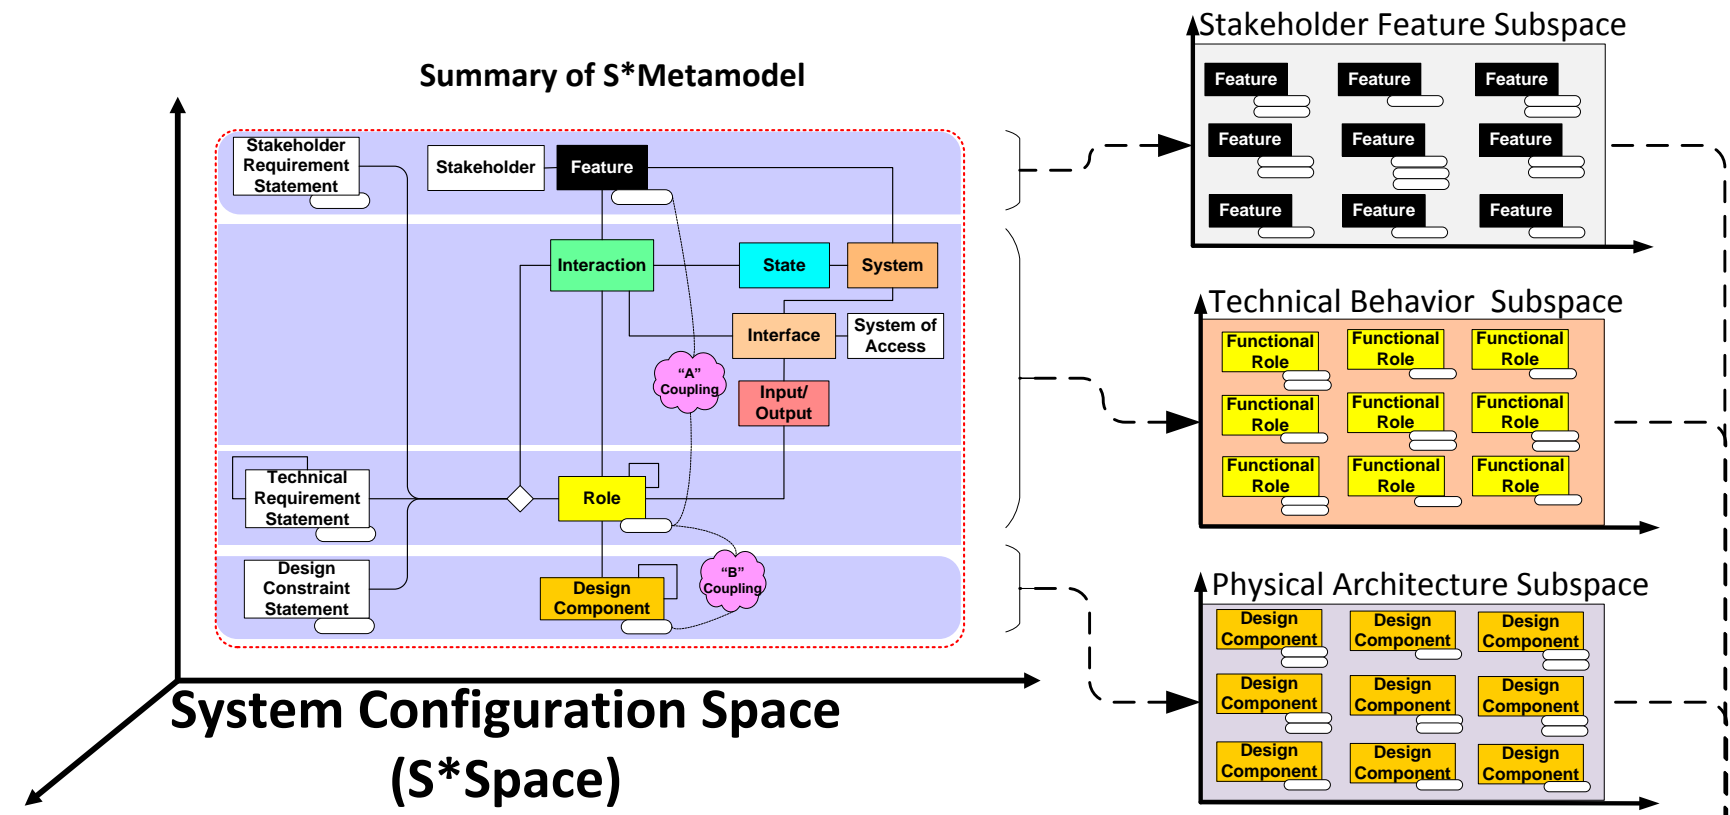 Summary of S*Metamodel
Stakeholder
Requirement
Statement
Stakeholder
Feature
Interaction
State
System
Interface
System of
Access
"A"
Coupling
Input/
Output
Technical
Requirement
Statement
Role
Design
Constraint
Statement
Design
Component
"B"
Coupling
System Configuration Space
(S*Space)
Stakeholder Feature Subspace
Feature
Feature
Feature
Feature
Feature
Feature
Feature
Feature
Feature
Technical Behavior Subspace
Functional
Role
Functional
Role
Functional
Role
Functional
Role
Functional
Role
Functional
Role
Functional
Role
Functional
Role
Functional
Role
Physical Architecture Subspace
Design
Component
Design
Component
Design
Component
Design
Component
Design
Component
Design
Component
Design
Component
Design
Component
Design
Component